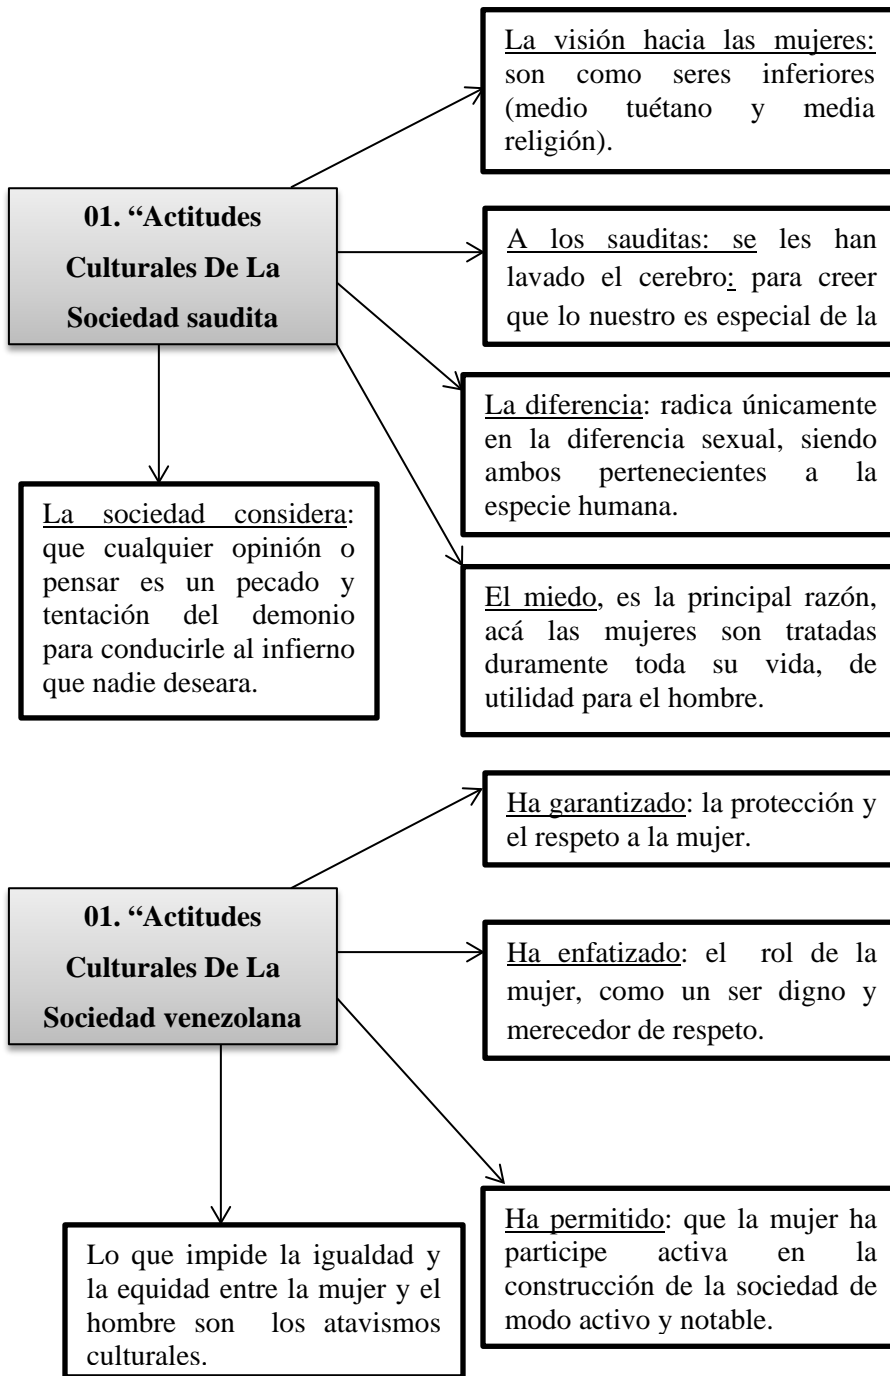 La visión hacia las mujeres:
son como seres inferiores
(medio tuétano y media
religión).
01. “Actitudes
Culturales De La
Sociedad saudita
A los sauditas: se les han
lavado el cerebro: para creer
que lo nuestro es especial de la
La diferencia: radica únicamente
en la diferencia sexual, siendo
ambos pertenecientes a la
especie humana.
La sociedad considera:
que cualquier opinión o
pensar es un pecado y
tentación del demonio
para conducirle al infierno
que nadie deseara.
El miedo, es la principal razón,
acá las mujeres son tratadas
duramente toda su vida, de
utilidad para el hombre.
Ha garantizado: la protección y
el respeto a la mujer.
01. “Actitudes
Culturales De La
Sociedad venezolana
Ha enfatizado: el rol de la
mujer, como un ser digno y
merecedor de respeto.
Ha permitido: que la mujer ha
participe activa en la
construcción de la sociedad de
modo activo y notable.
Lo que impide la igualdad y
la equidad entre la mujer y el
hombre son los atavismos
culturales.